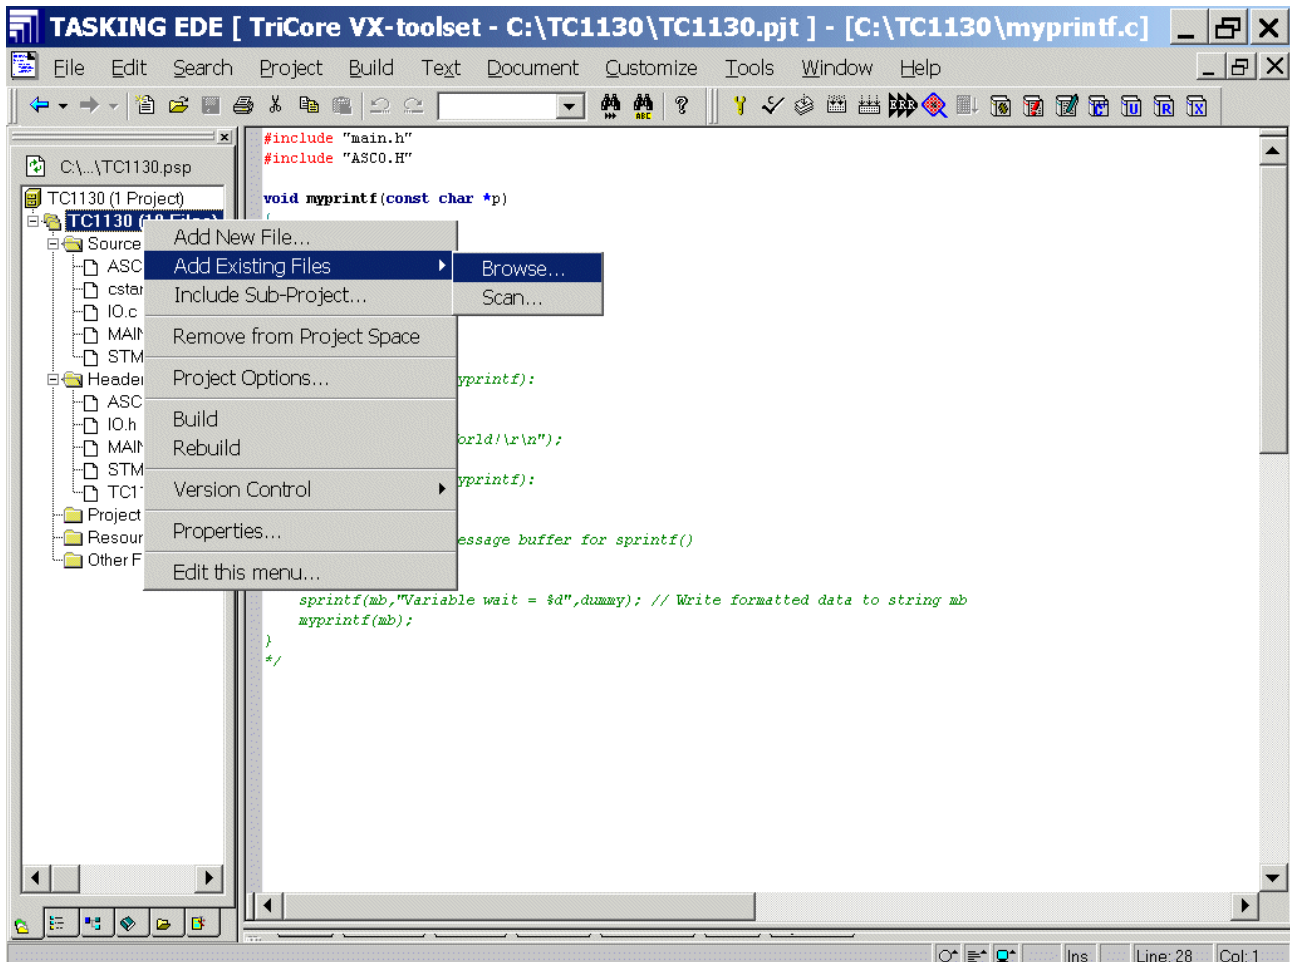 TASKING EDE [ TriCore VX-toolset - C:\TC1130\TC1130.pjt ] - [C:\TC1130\myprintf.c]
File Edit Search Project Build Text Document Customize Tools Window Help
C:\...\TC1130.psp
TC1130 (1 Project)
TC1130
Source
ASC
cstar
IO.c
MAIN
STM
Header
ASC
IO.h
MAIN
STM
TC1
Project
Resour
Other F
Add New File...
Add Existing Files
Include Sub-Project...
Remove from Project Space
Project Options...
Build
Rebuild
Version Control
Properties...
Edit this menu...
Browse...
Scan...
#include "main.h"
#include "ASC0.H"
void myprintf(const char *p)
{
yprintf):
orld!\r\n");
yprintf):
essage buffer for sprintf()
sprintf(mb,"Variable wait = %d",dummy); // Write formatted data to string mb
myprintf(mb);
}
*/
Ins Line: 28 Col: 1